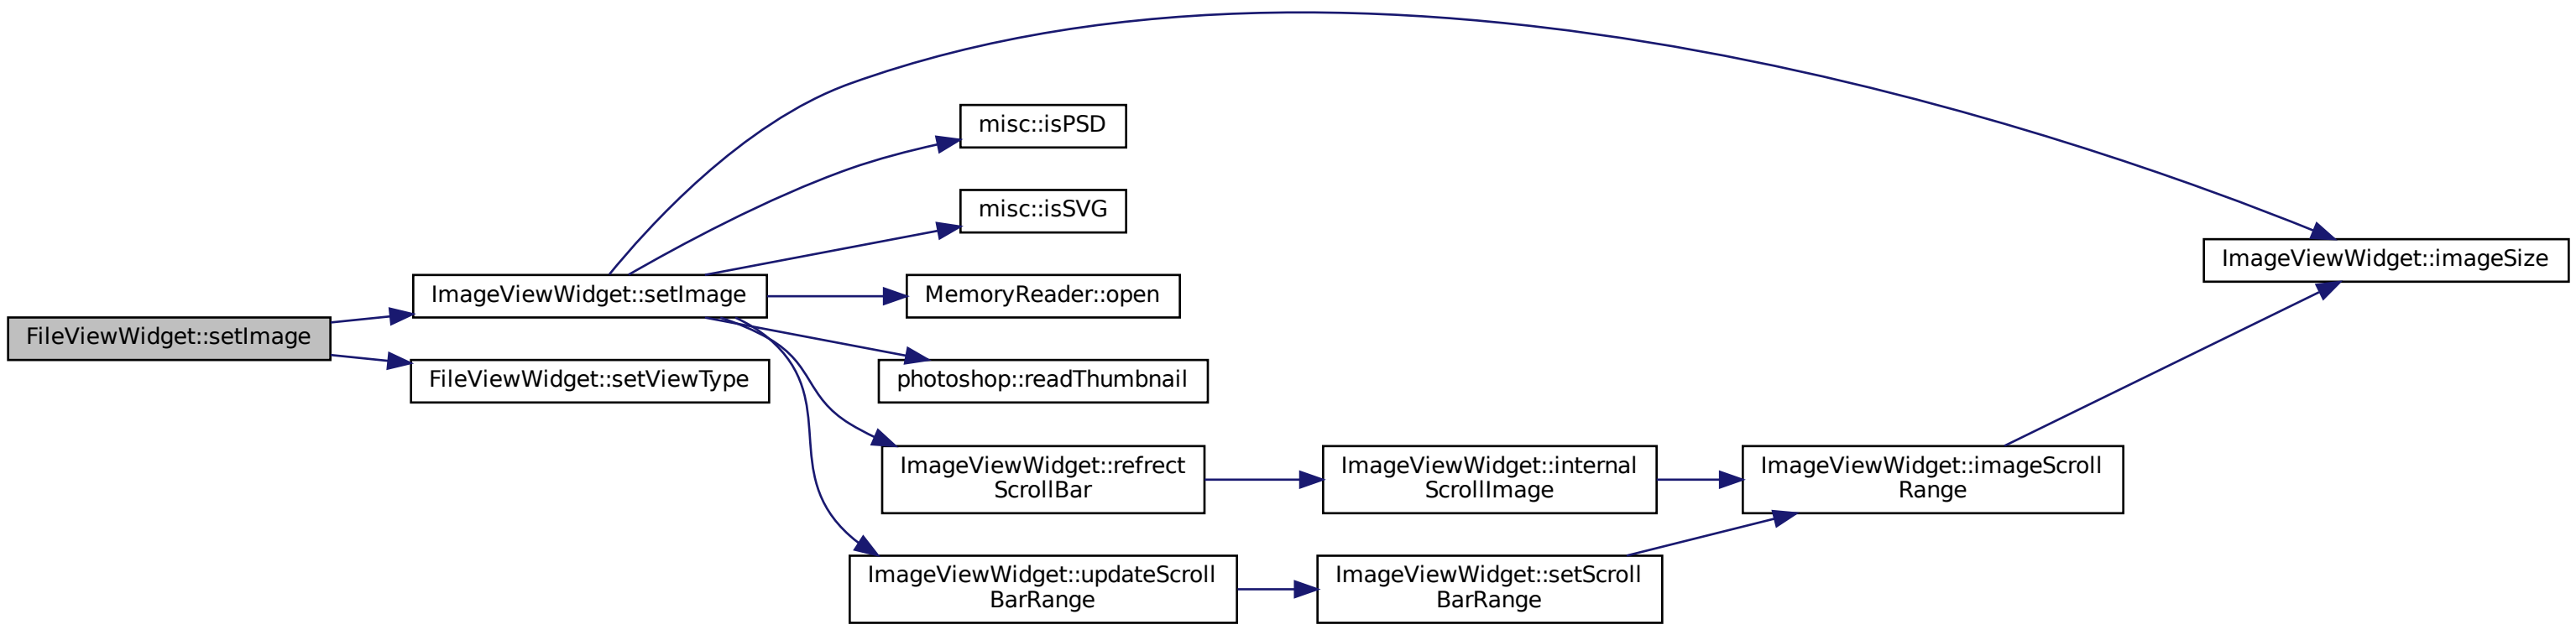 FileViewWidget::setImage
ImageViewWidget::setImage
FileViewWidget::setViewType
misc::isPSD
misc::isSVG
MemoryReader::open
photoshop::readThumbnail
ImageViewWidget::refrect
ScrollBar
ImageViewWidget::updateScroll
BarRange
ImageViewWidget::internal
ScrollImage
ImageViewWidget::setScroll
BarRange
ImageViewWidget::imageScroll
Range
ImageViewWidget::imageSize